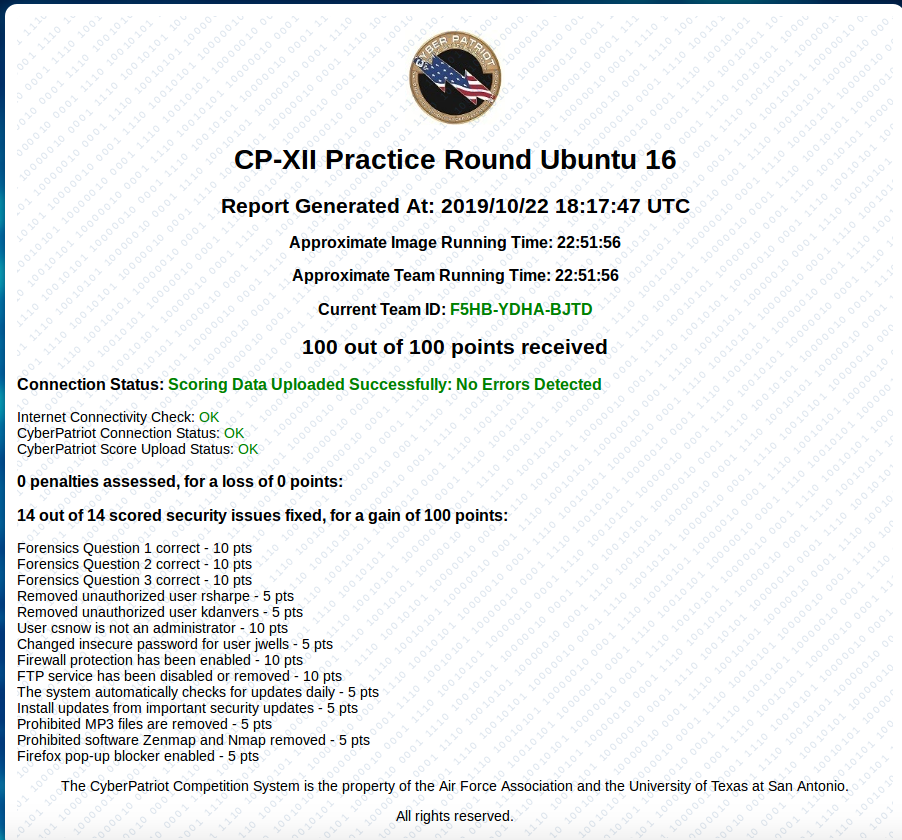 CYBER PATRIOT
CP-XII Practice Round Ubuntu 16
Report Generated At: 2019/10/22 18:17:47 UTC
Approximate Image Running Time: 22:51:56
Approximate Team Running Time: 22:51:56
Current Team ID: F5HB-YDHA-BJTD
100 out of 100 points received
Connection Status: Scoring Data Uploaded Successfully: No Errors Detected
Internet Connectivity Check: OK
CyberPatriot Connection Status: OK
CyberPatriot Score Upload Status: OK
0 penalties assessed, for a loss of 0 points:
14 out of 14 scored security issues fixed, for a gain of 100 points:
Forensics Question 1 correct - 10 pts
Forensics Question 2 correct - 10 pts
Forensics Question 3 correct - 10 pts
Removed unauthorized user rsharpe - 5 pts
Removed unauthorized user kdanvers - 5 pts
User csnow is not an administrator - 10 pts
Changed insecure password for user jwells - 5 pts
Firewall protection has been enabled - 10 pts
FTP service has been disabled or removed - 10 pts
The system automatically checks for updates daily - 5 pts
Install updates from important security updates - 5 pts
Prohibited MP3 files are removed - 5 pts
Prohibited software Zenmap and Nmap removed - 5 pts
Firefox pop-up blocker enabled - 5 pts
The CyberPatriot Competition System is the property of the Air Force Association and the University of Texas at San Antonio.
All rights reserved.